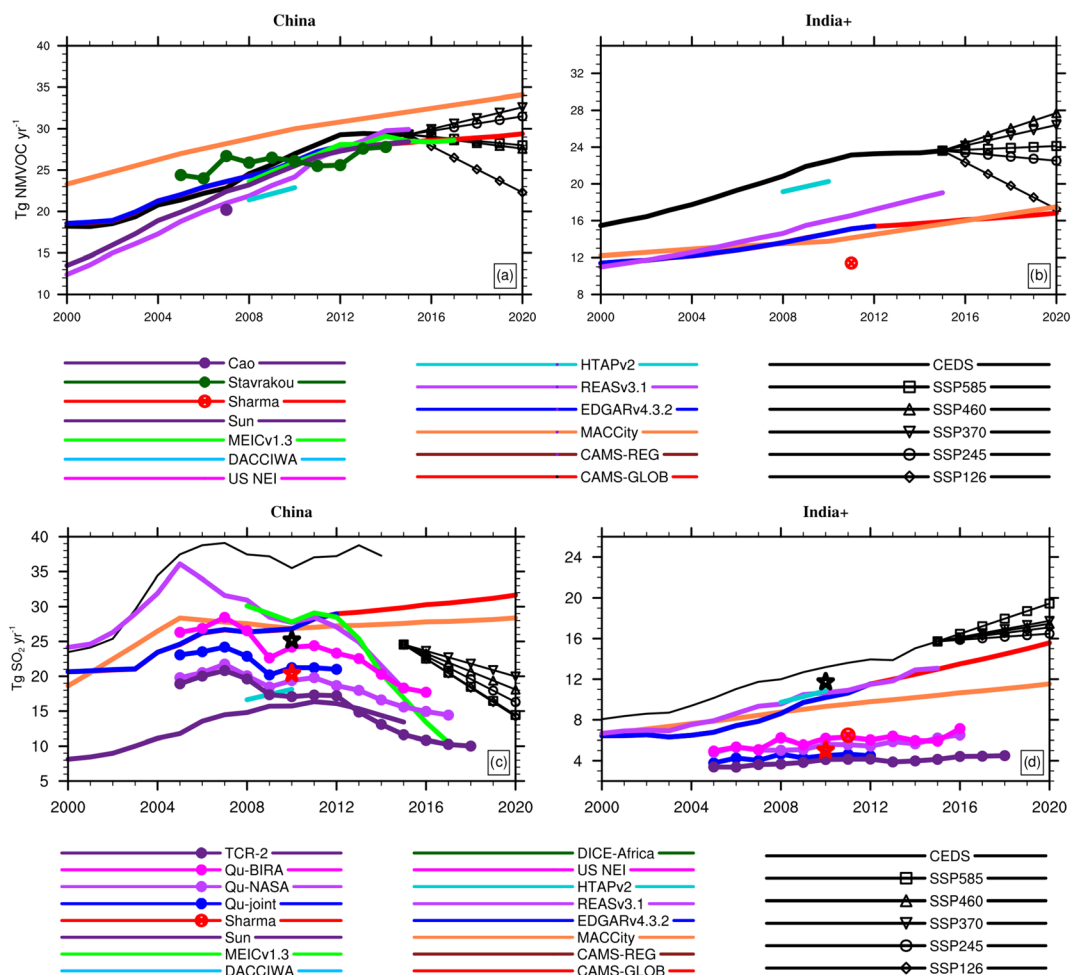 China
India+
Tg NMVOC yr⁻¹
40
35
30
25
20
15
10
2000
2004
2008
2012
2016
2020
(a)
32
28
24
20
16
12
8
2000
2004
2008
2012
2016
2020
(b)
Cao
Stavrakou
Sharma
Sun
MEICv1.3
DACCIWA
US NEI
HTAPv2
REASv3.1
EDGARv4.3.2
MACCity
CAMS-REG
CAMS-GLOB
CEDS
SSP585
SSP460
SSP370
SSP245
SSP126
China
India+
Tg SO₂ yr⁻¹
40
35
30
25
20
15
10
5
2000
2004
2008
2012
2016
2020
(c)
24
20
16
12
8
4
2000
2004
2008
2012
2016
2020
(d)
TCR-2
Qu-BIRA
Qu-NASA
Qu-joint
Sharma
Sun
MEICv1.3
DACCIWA
DICE-Africa
US NEI
HTAPv2
REASv3.1
EDGARv4.3.2
MACCity
CAMS-REG
CAMS-GLOB
CEDS
SSP585
SSP460
SSP370
SSP245
SSP126